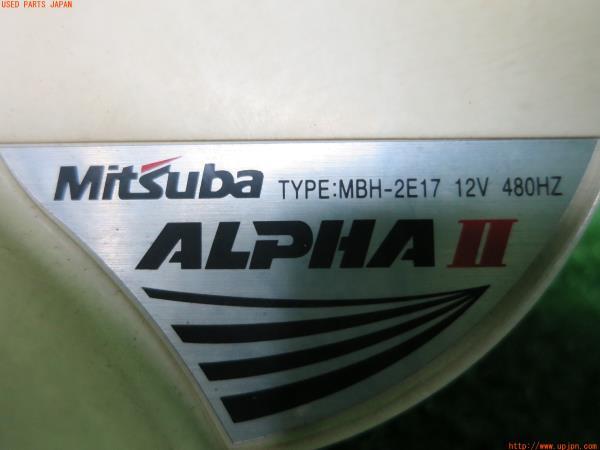 USED PARTS JAPAN
Mitsuba TYPE:MBH-2E17 12V 480HZ
ALPHA II
http://www.upjpn.com/